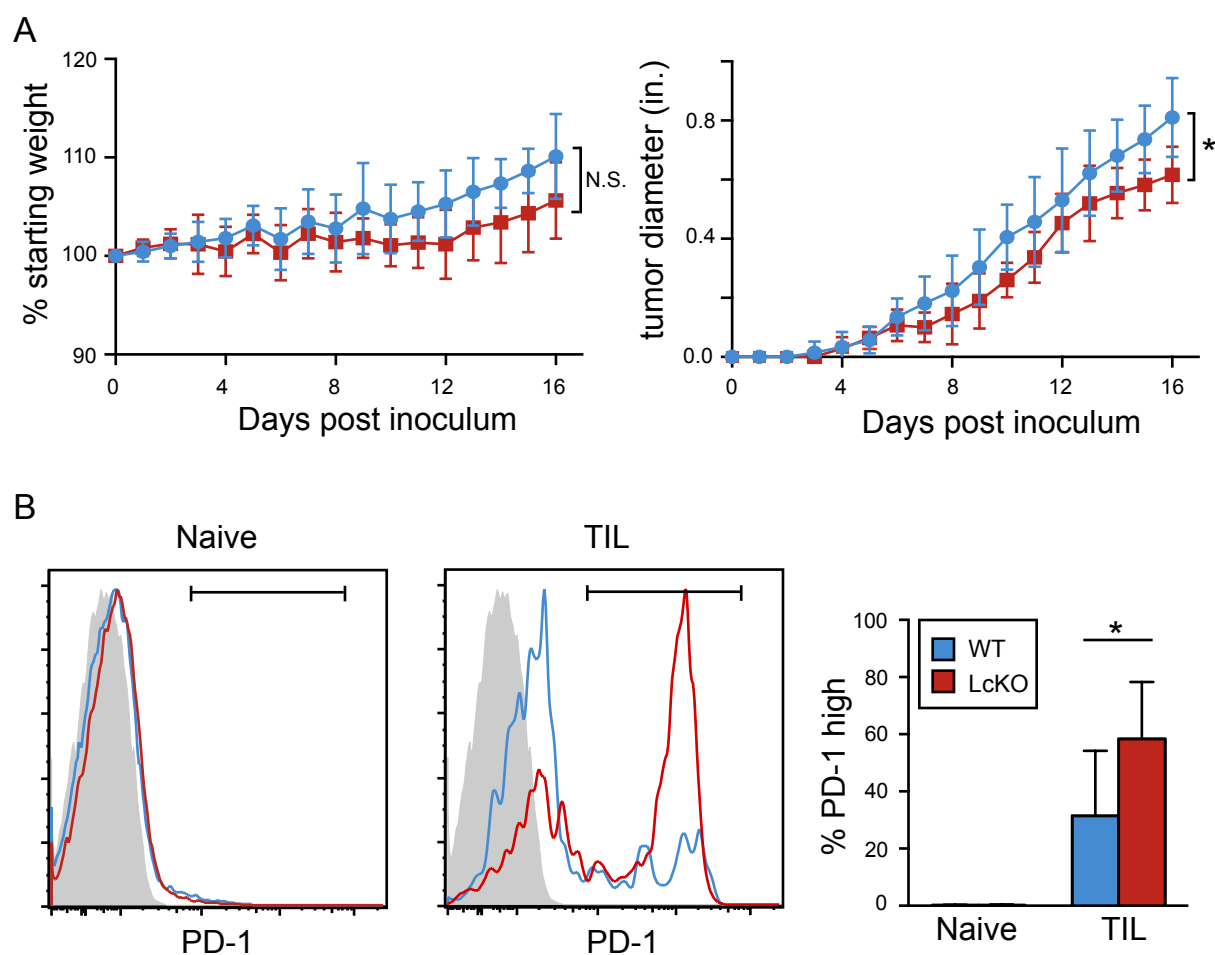 A
% starting weight
120
110
100
90
N.S.
0 4 8 12 16
Days post inoculum
tumor diameter (in.)
0.8
0.4
0.0
*
0 4 8 12 16
Days post inoculum
B
Naive
PD-1
TIL
PD-1
% PD-1 high
100
80
60
40
20
0
WT
LcKO
*
Naive TIL